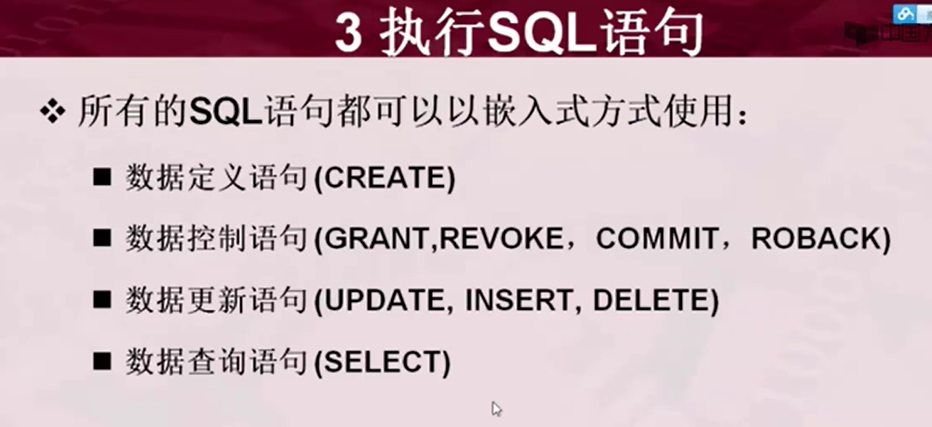 3 执行SQL语句
所有的SQL语句都可以以嵌入式方式使用：
数据定义语句(CREATE)
数据控制语句(GRANT,REVOKE，COMMIT，ROBACK)
数据更新语句(UPDATE, INSERT, DELETE)
数据查询语句(SELECT)